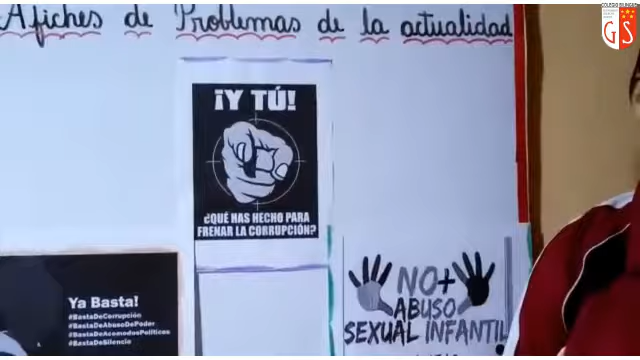 Afiches de Problemas de la actualidad
¡Y TÚ!
¿QUÉ HAS HECHO PARA
FRENAR LA CORRUPCIÓN?
Ya Basta!
#BastaDeCorrupción
#BastaDeAbusoDePoder
#BastaDeAcomodosPolíticos
#BastaDeSilencio
NO+
ABUSO
SEXUAL INFANTIL
G S